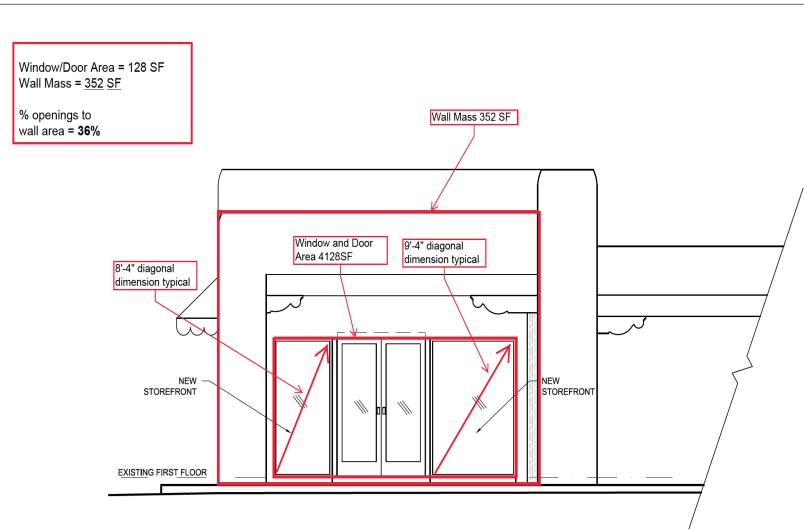 Window/Door Area = 128 SF
Wall Mass = 352 SF
% openings to
wall area = 36%
Wall Mass 352 SF
Window and Door
Area 4128SF
9'-4" diagonal
dimension typical
8'-4" diagonal
dimension typical
NEW
STOREFRONT
NEW
STOREFRONT
EXISTING FIRST FLOOR